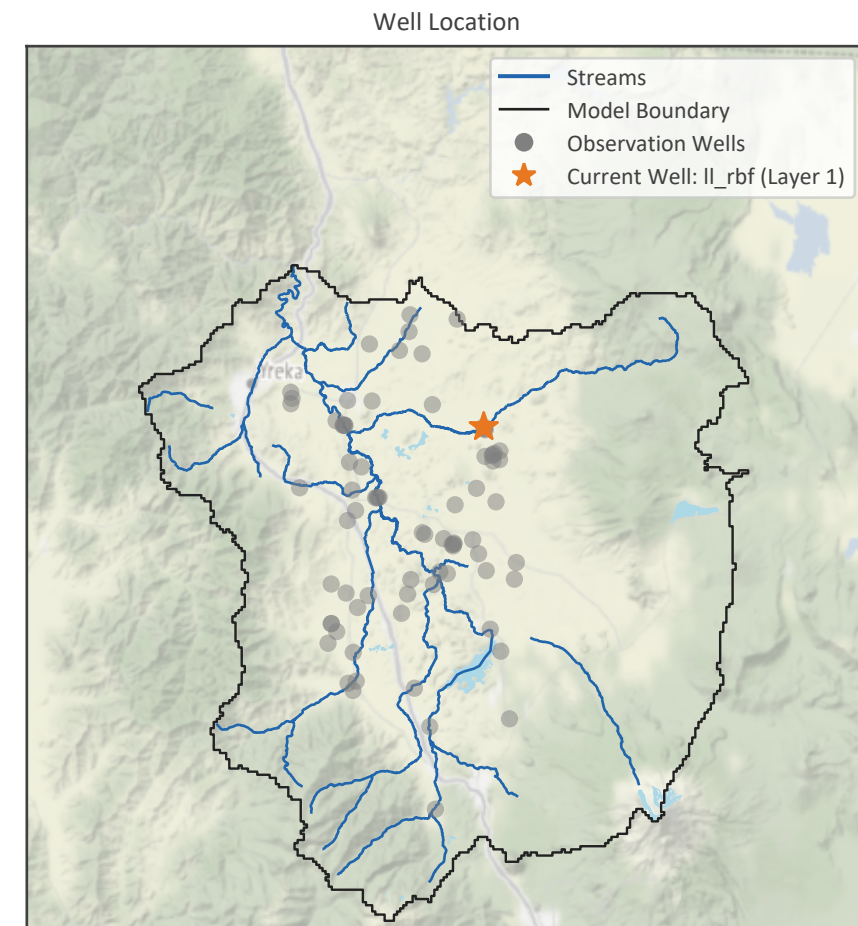 Well Location
Streams
Model Boundary
Observation Wells
Current Well: ll_rbf (Layer 1)
Yreka